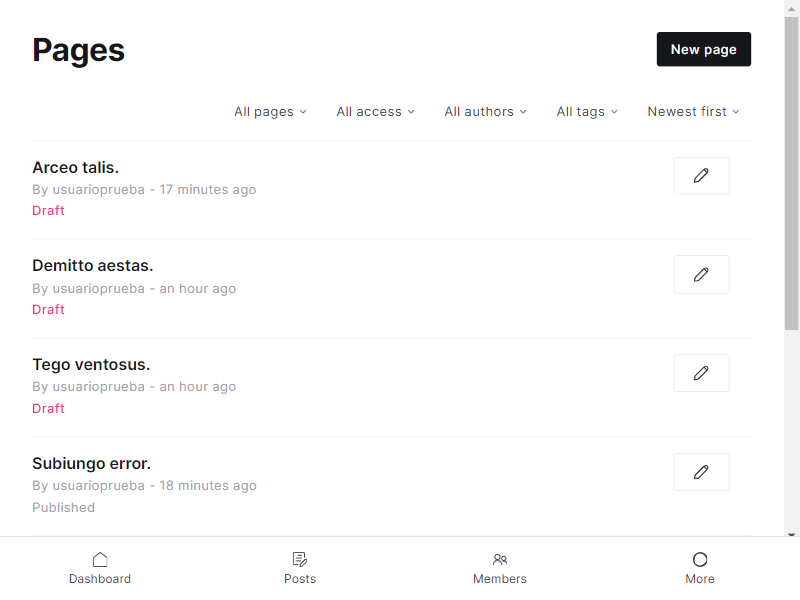 Pages
New page
All pages
All access
All authors
All tags
Newest first
Arceo talis.
By usuarioprueba - 17 minutes ago
Draft
Demitto aestas.
By usuarioprueba - an hour ago
Draft
Tego ventosus.
By usuarioprueba - an hour ago
Draft
Subiungo error.
By usuarioprueba - 18 minutes ago
Published
Dashboard
Posts
Members
More